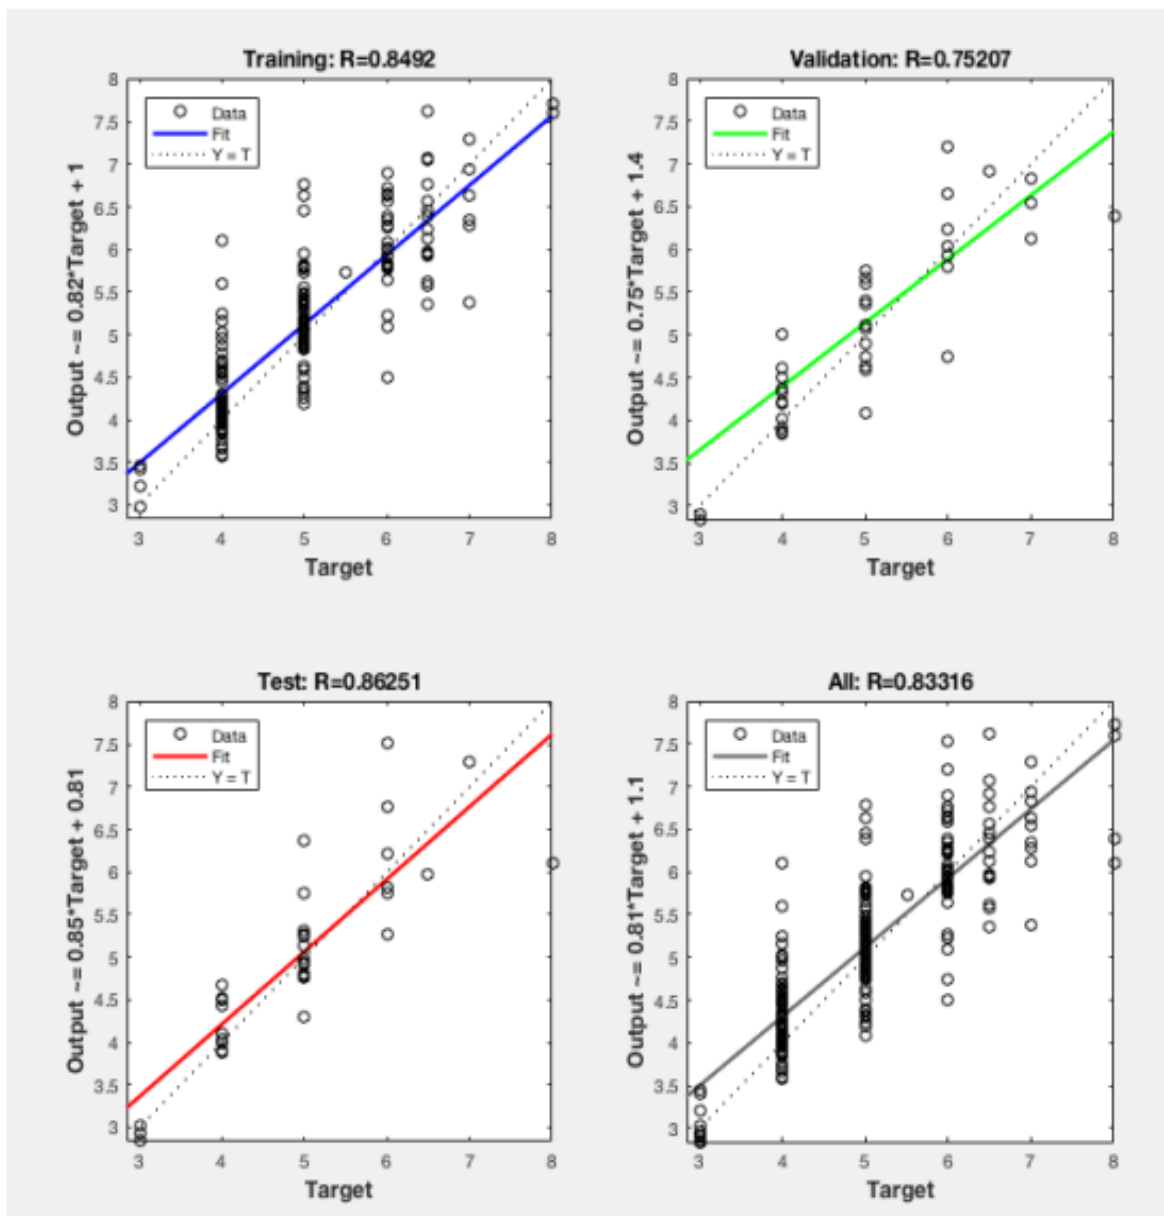 Training: R=0.8492
Output ~= 0.82*Target + 1
8
7.5
7
6.5
6
5.5
5
4.5
4
3.5
3
Data
Fit
Y = T
3 4 5 6 7 8
Target
Validation: R=0.75207
Output ~= 0.75*Target + 1.4
8
7.5
7
6.5
6
5.5
5
4.5
4
3.5
3
Data
Fit
Y = T
3 4 5 6 7 8
Target
Test: R=0.86251
Output ~= 0.85*Target + 0.81
8
7.5
7
6.5
6
5.5
5
4.5
4
3.5
3
Data
Fit
Y = T
3 4 5 6 7 8
Target
All: R=0.83316
Output ~= 0.81*Target + 1.1
8
7.5
7
6.5
6
5.5
5
4.5
4
3.5
3
Data
Fit
Y = T
3 4 5 6 7 8
Target